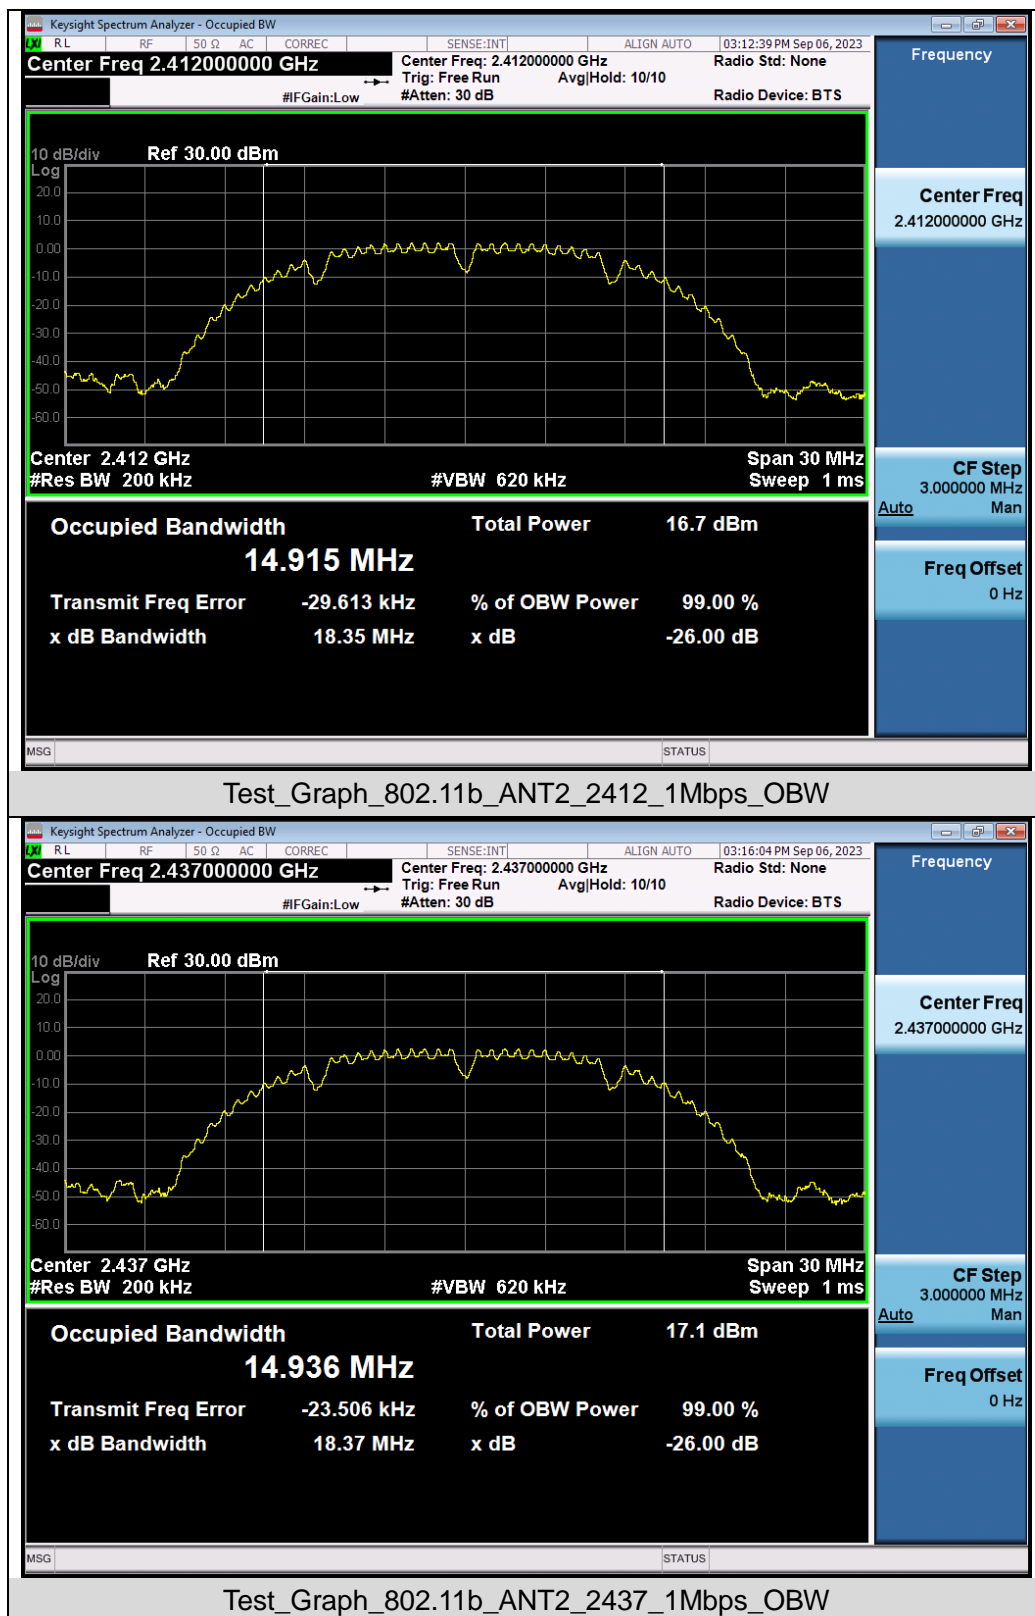 Keysight Spectrum Analyzer - Occupied BW
LXI RL RF 50 Ω AC CORREC SENSE:INT ALIGN AUTO 03:12:39 PM Sep 06, 2023
Center Freq 2.412000000 GHz
Center Freq: 2.412000000 GHz
Radio Std: None
Trig: Free Run Avg|Hold: 10/10
#IFGain:Low
#Atten: 30 dB
Radio Device: BTS
Frequency
10 dB/div Ref 30.00 dBm
Log
20.0
10.0
0.00
-10.0
-20.0
-30.0
-40.0
-50.0
-60.0
Center 2.412 GHz Span 30 MHz
#Res BW 200 kHz #VBW 620 kHz Sweep 1 ms
Center Freq
2.412000000 GHz
CF Step
3.000000 MHz
Auto Man
Freq Offset
0 Hz
Occupied Bandwidth Total Power 16.7 dBm
14.915 MHz
Transmit Freq Error -29.613 kHz % of OBW Power 99.00 %
x dB Bandwidth 18.35 MHz x dB -26.00 dB
MSG STATUS
Test_Graph_802.11b_ANT2_2412_1Mbps_OBW
Keysight Spectrum Analyzer - Occupied BW
LXI RL RF 50 Ω AC CORREC SENSE:INT ALIGN AUTO 03:16:04 PM Sep 06, 2023
Center Freq 2.437000000 GHz
Center Freq: 2.437000000 GHz
Radio Std: None
Trig: Free Run Avg|Hold: 10/10
#IFGain:Low
#Atten: 30 dB
Radio Device: BTS
Frequency
10 dB/div Ref 30.00 dBm
Log
20.0
10.0
0.00
-10.0
-20.0
-30.0
-40.0
-50.0
-60.0
Center 2.437 GHz Span 30 MHz
#Res BW 200 kHz #VBW 620 kHz Sweep 1 ms
Center Freq
2.437000000 GHz
CF Step
3.000000 MHz
Auto Man
Freq Offset
0 Hz
Occupied Bandwidth Total Power 17.1 dBm
14.936 MHz
Transmit Freq Error -23.506 kHz % of OBW Power 99.00 %
x dB Bandwidth 18.37 MHz x dB -26.00 dB
MSG STATUS
Test_Graph_802.11b_ANT2_2437_1Mbps_OBW